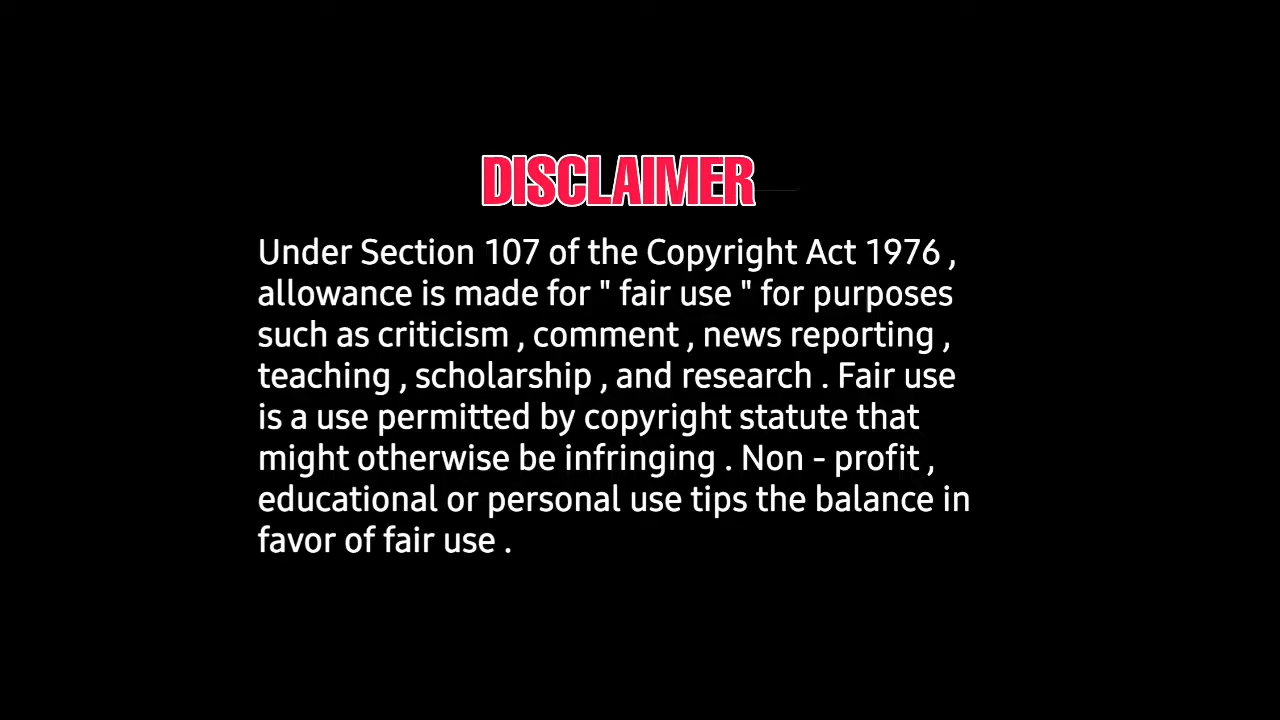 DISCLAIMER
Under Section 107 of the Copyright Act 1976 ,
allowance is made for " fair use " for purposes
such as criticism , comment , news reporting ,
teaching , scholarship , and research . Fair use
is a use permitted by copyright statute that
might otherwise be infringing . Non - profit ,
educational or personal use tips the balance in
favor of fair use .